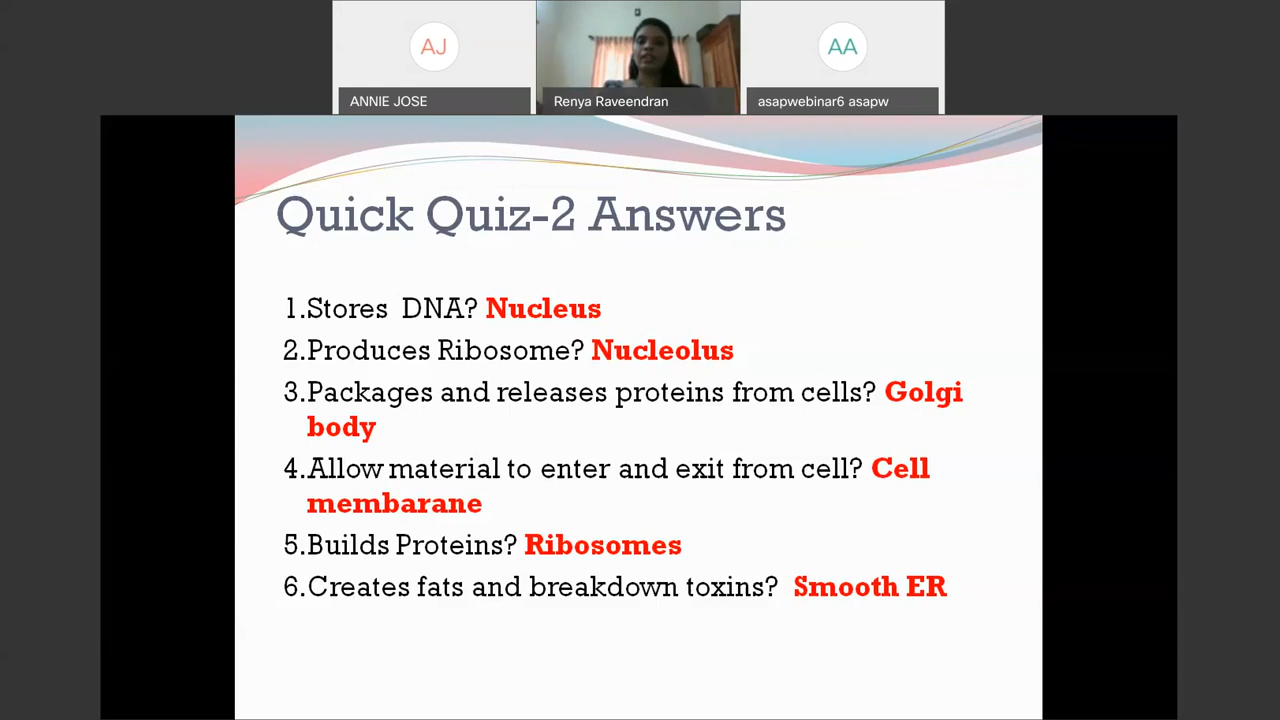 AJ
AA
ANNIE JOSE
Renya Raveendran
asapwebinar6 asapw
Quick Quiz-2 Answers
1.Stores DNA? Nucleus
2.Produces Ribosome? Nucleolus
3.Packages and releases proteins from cells? Golgi
body
4.Allow material to enter and exit from cell? Cell
membarane
5.Builds Proteins? Ribosomes
6.Creates fats and breakdown toxins? Smooth ER